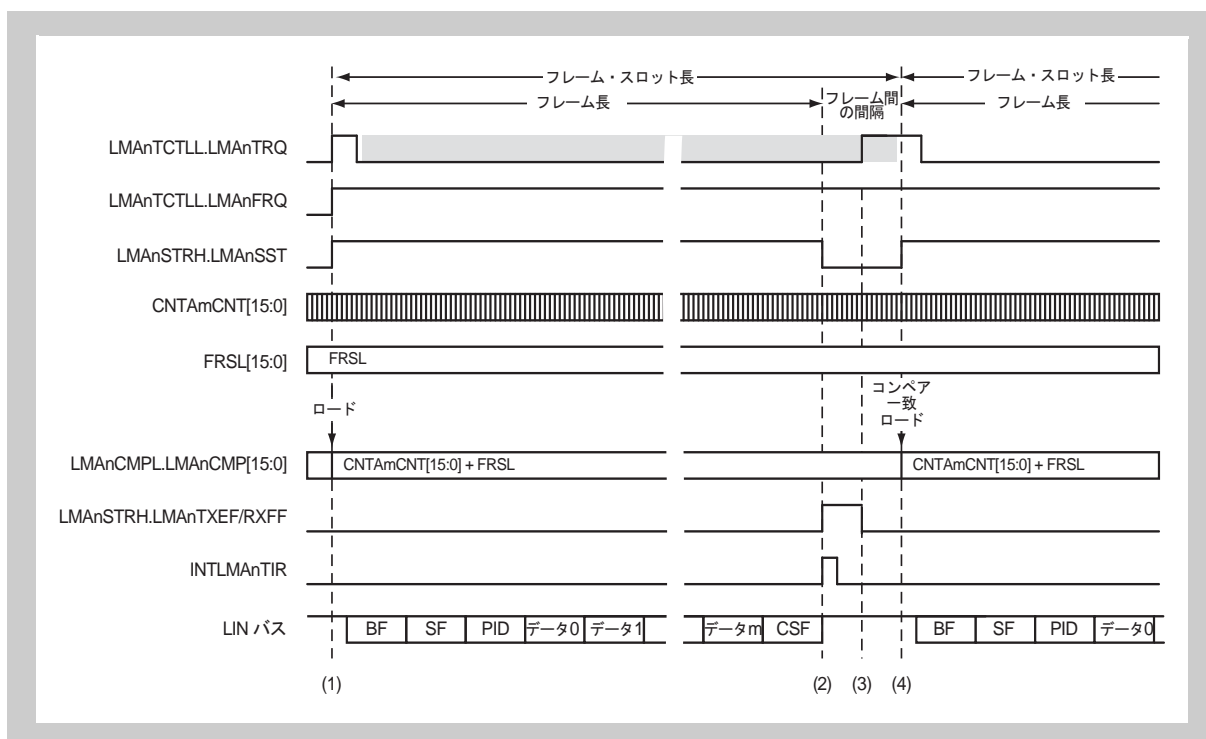 フレーム・スロット長
フレーム・スロット長
フレーム長
フレーム間
の間隔
フレーム長
LMAnTCTLL.LMAnTRQ
LMAnTCTLL.LMAnFRQ
LMAnSTRH.LMAnSST
CNTAmCNT[15:0]
FRSL[15:0]
FRSL
ロード
コンペア
一致
ロード
LMAnCMPL.LMAnCMP[15:0]
CNTAmCNT[15:0] + FRSL
CNTAmCNT[15:0] + FRSL
LMAnSTRH.LMAnTXEF/RXFF
INTLMAnTIR
LIN バス
BF SF PID データ0 データ1 データm CSF BF SF PID データ0
(1) (2) (3) (4)